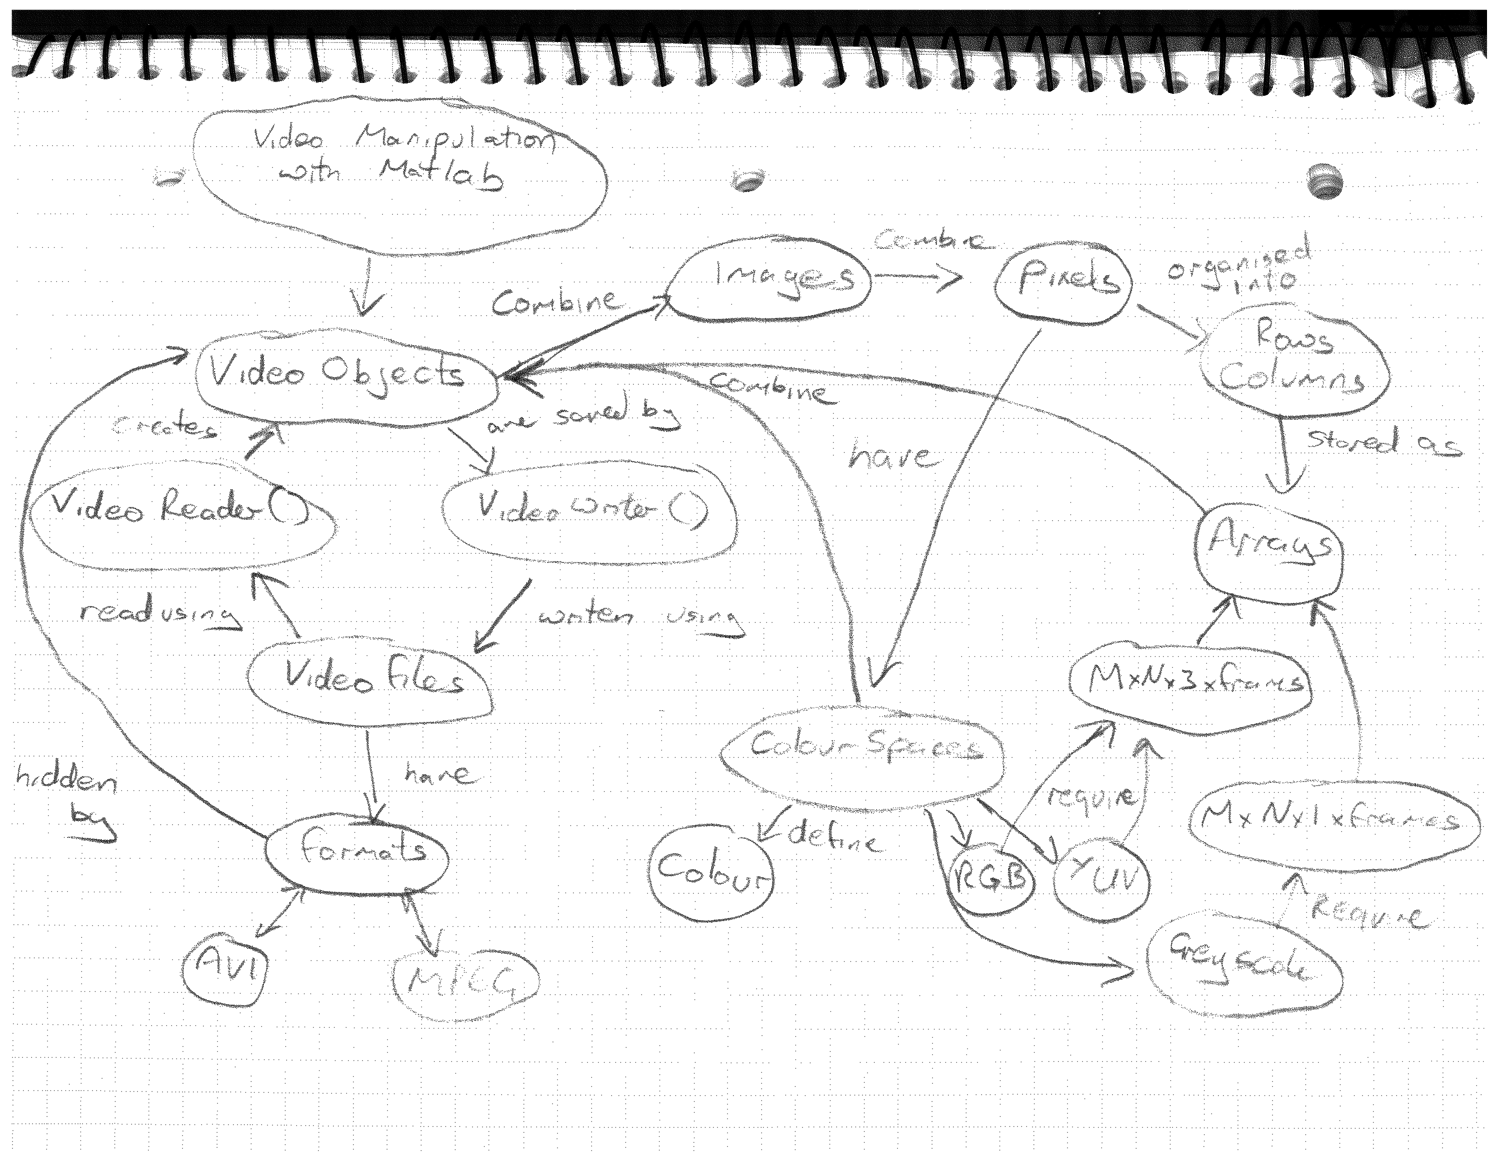 Video Manipulation
with Matlab
Combine
Images
Pixels
organised
into
Combine
Rows
Columns
Video Objects
Combine
creates
are saved by
have
stored as
Video Reader()
Video Writer()
Arrays
read using
writen using
Video files
MxNx3xframes
Colour Spaces
hidden
by
have
require
MxNx1xframes
formats
define
Colour
RGB
YUV
Require
AVI
MPEG
Greyscale